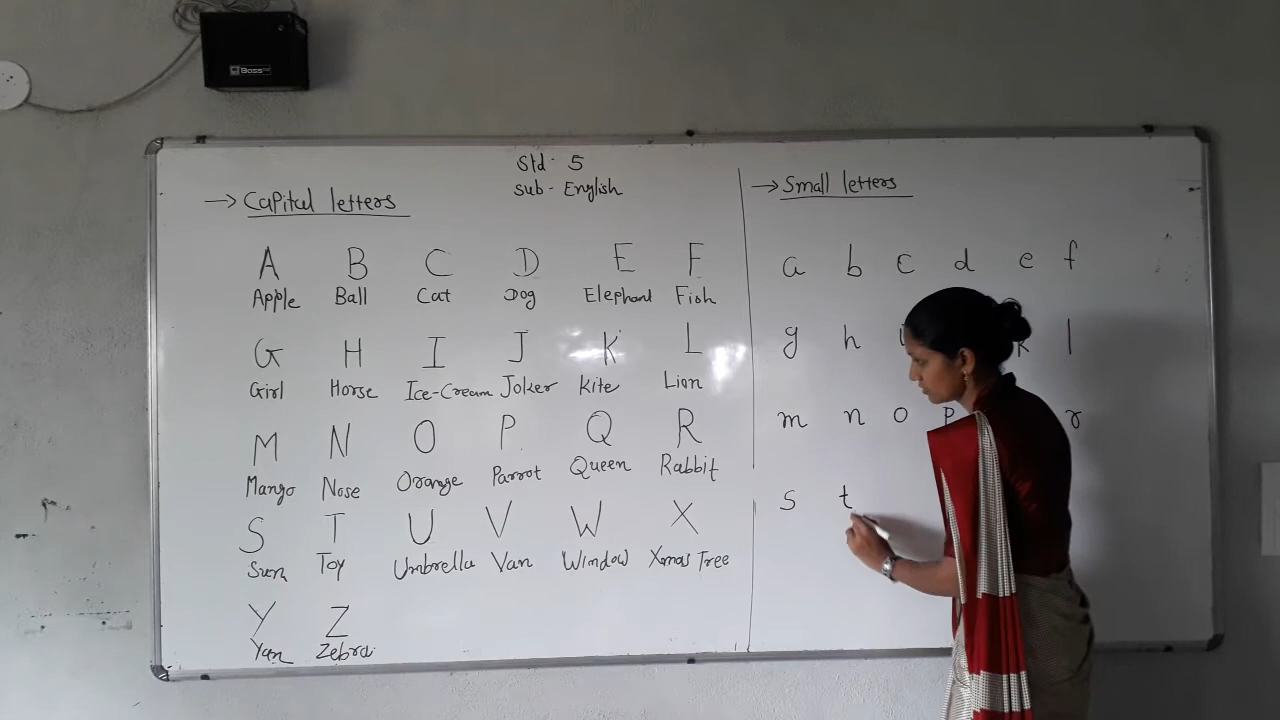 Boss
Std. 5
Sub - English
→ Capital letters
A B C D E F
Apple Ball Cat Dog Elephant Fish
G H I J K L
Girl Horse Ice-Cream Joker Kite Lion
M N O P Q R
Mango Nose Orange Parrot Queen Rabbit
S T U V W X
Sun Toy Umbrella Van Window Xmas Tree
Y Z
Yan Zebra
→ Small letters
a b c d e f
g h i k l
m n o p r
s t